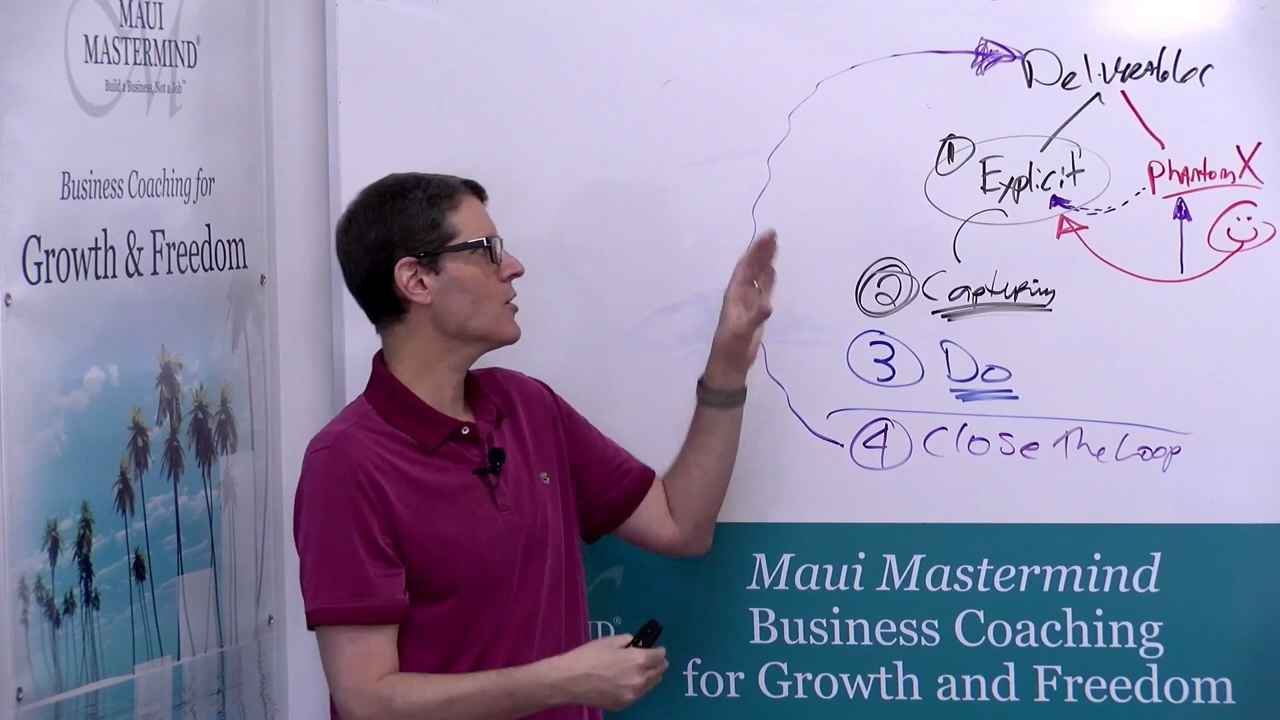 MAUI
MASTERMIND®
Build a Business, Not a Job™
Business Coaching for
Growth & Freedom
Deliverables
① Explicit
Phantom X
② Capturing
③ Do
④ Close The Loop
Maui Mastermind
Business Coaching
for Growth and Freedom